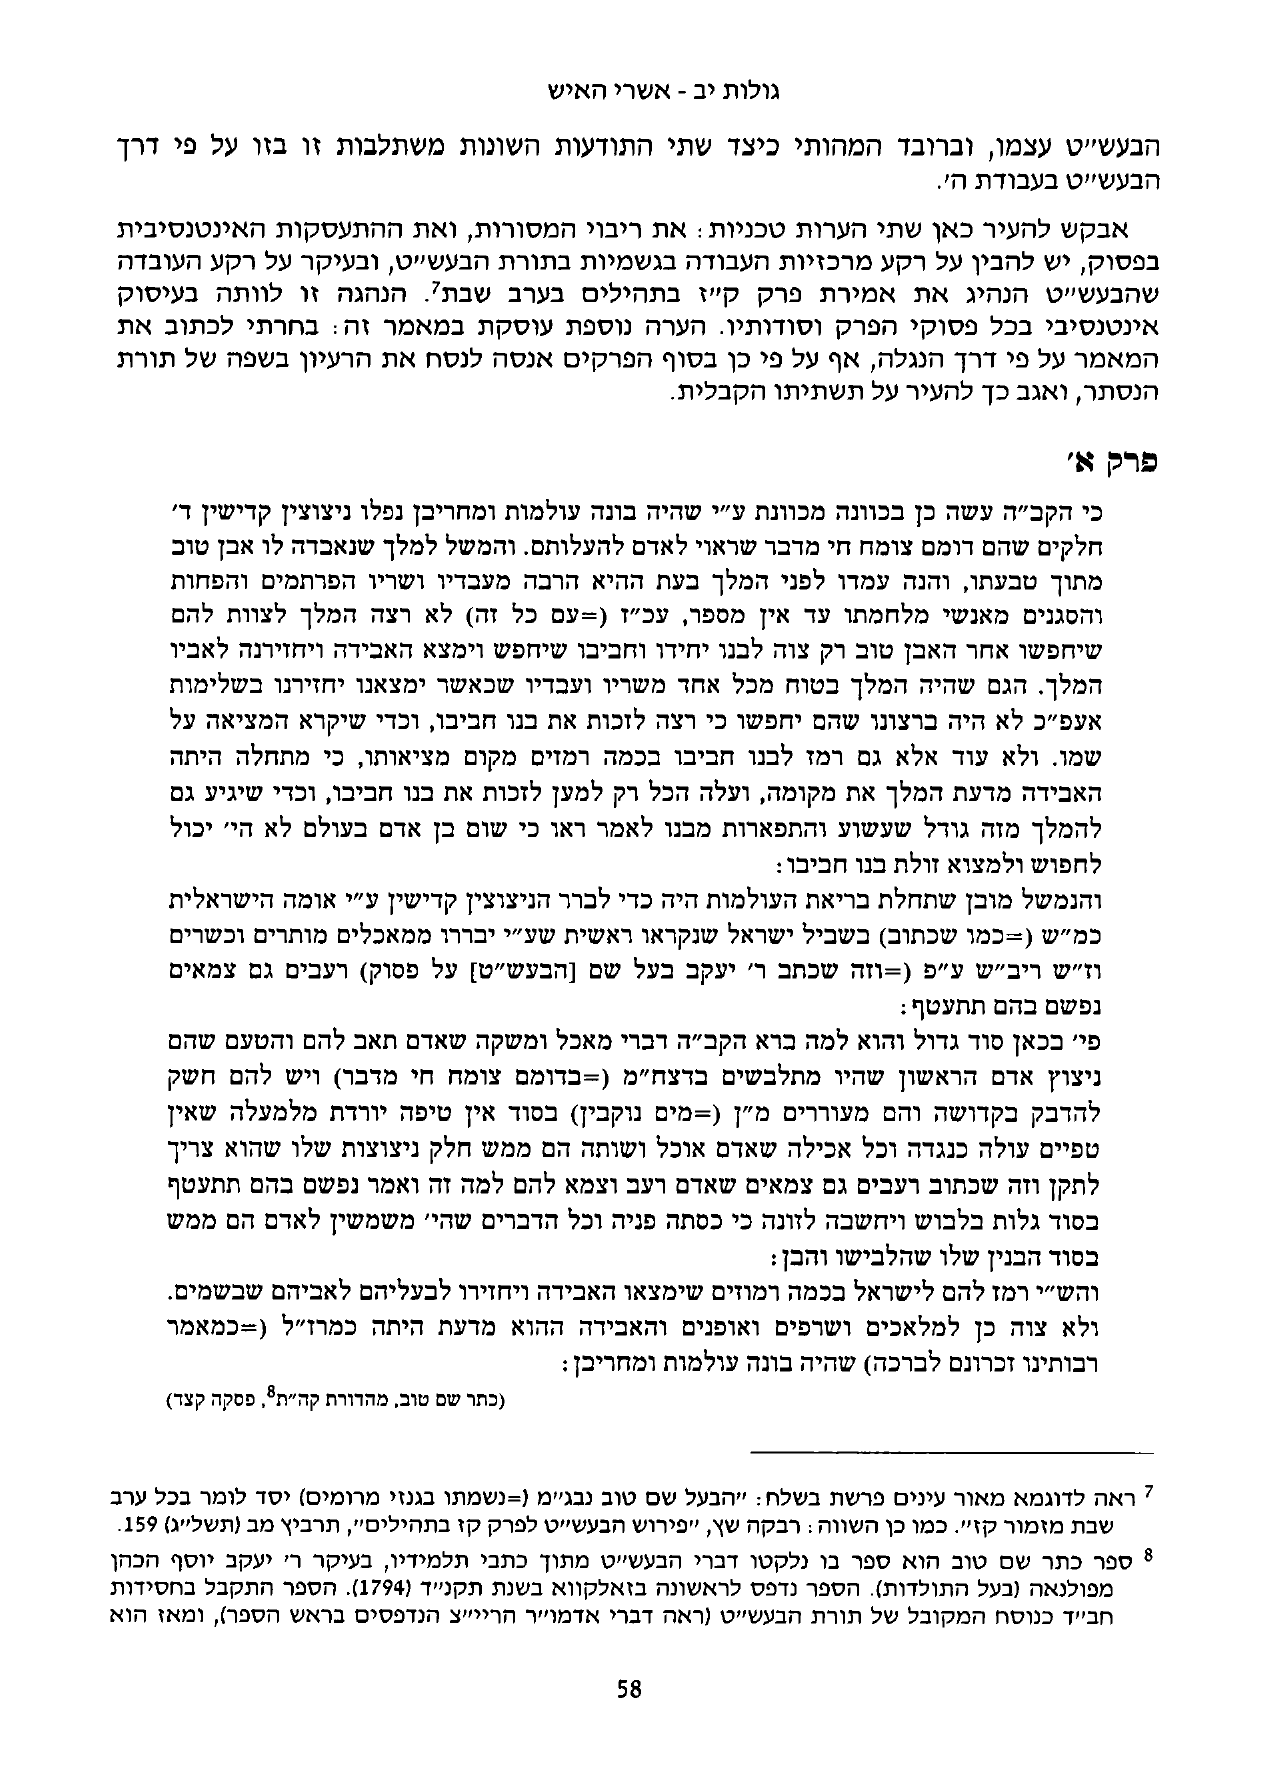 גולות יב - אשרי האיש
הבעש״ט עצמו, וברובד המהותי כיצד שתי התודעות השונות משתלבות זו בזו על פי דרך
הבעש״ט בעבודת ה׳.
אבקש להעיר כאן שתי הערות טכניות: את ריבוי המסורות, ואת ההתעסקות האינטנסיבית
בפסוק, יש להבין על רקע מרכזיות העבודה בגשמיות בתורת הבעש״ט, ובעיקר על רקע העובדה
שהבעש״ט הנהיג את אמירת פרק ק״ז בתהילים בערב שבת.7 הנהגה זו לוותה בעיסוק
אינטנסיבי בכל פסוקי הפרק וסודותיו. הערה נוספת עוסקת במאמר זה: בחרתי לכתוב את
המאמר על פי דרך הנגלה, אף על פי כן בסוף הפרקים אנסה לנסח את הרעיון בשפה של תורת
הנסתר, ואגב כך להעיר על תשתיתו הקבלית.
פרק א׳
כי הקב״ה עשה כן בכוונה מכוונת ע״י שהיה בונה עולמות ומחריבן נפלו ניצוצין קדישין ד׳
חלקים שהם דומם צומח חי מדבר שראוי לאדם להעלותם. והמשל למלך שנאבדה לו אבן טוב
מתוך טבעתו, והנה עמדו לפני המלך בעת ההיא הרבה מעבדיו ושריו הפרתמים והפחות
והסגנים מאנשי מלחמתו עד אין מספר, עכ״ז (=עם כל זה) לא רצה המלך לצוות להם
שיחפשו אחר האבן טוב רק צוה לבנו יחידו וחביבו שיחפש וימצא האבידה ויחזירנה לאביו
המלך. הגם שהיה המלך בטוח מכל אחד משריו ועבדיו שכאשר ימצאנו יחזירנו בשלימות
אעפ״כ לא היה ברצונו שהם יחפשו כי רצה לזכות את בנו חביבו, וכדי שיקרא המציאה על
שמו. ולא עוד אלא גם רמז לבנו חביבו בכמה רמזים מקום מציאותו, כי מתחלה היתה
האבידה מדעת המלך את מקומה, ועלה הכל רק למען לזכות את בנו חביבו, וכדי שיגיע גם
להמלך מזה גודל שעשוע והתפארות מבנו לאמר ראו כי שום בן אדם בעולם לא הי׳ יכול
לחפוש ולמצוא זולת בנו חביבו:
והנמשל מובן שתחלת בריאת העולמות היה כדי לברר הניצוצין קדישין ע״י אומה הישראלית
כמ״ש (=כמו שכתוב) בשביל ישראל שנקראו ראשית שע״י יבררו ממאכלים מותרים וכשרים
וז״ש ריב״ש ע״פ (=וזה שכתב ר׳ יעקב בעל שם [הבעש״ט] על פסוק) רעבים גם צמאים
נפשם בהם תתעטף:
פי׳ בכאן סוד גדול והוא למה ברא הקב״ה דברי מאכל ומשקה שאדם תאב להם והטעם שהם
ניצוץ אדם הראשון שהיו מתלבשים בדצח״מ (=בדומם צומח חי מדבר) ויש להם חשק
להדבק בקדושה והם מעוררים מ״ן (=מים נוקבין) בסוד אין טיפה יורדת מלמעלה שאין
טפיים עולה כנגדה וכל אכילה שאדם אוכל ושותה הם ממש חלק ניצוצות שלו שהוא צריך
לתקן וזה שכתוב רעבים גם צמאים שאדם רעב וצמא להם למה זה ואמר נפשם בהם תתעטף
בסוד גלות בלבוש ויחשבה לזונה כי כסתה פניה וכל הדברים שהי׳ משמשין לאדם הם ממש
בסוד הבנין שלו שהלבישו והבן:
והש״י רמז להם לישראל בכמה רמוזים שימצאו האבידה ויחזירו לבעליהם לאביהם שבשמים.
ולא צוה כן למלאכים ושרפים ואופנים והאבידה ההוא מדעת היתה כמרז״ל (=כמאמר
רבותינו זכרונם לברכה) שהיה בונה עולמות ומחריבן:
(כתר שם טוב, מהדורת קה״ת8, פסקה קצד)
7 ראה לדוגמא מאור עינים פרשת בשלח: ״הבעל שם טוב נבג״מ (=נשמתו בגנזי מרומים) יסד לומר בכל ערב
שבת מזמור קז״. כמו כן השווה: רבקה שץ, ״פירוש הבעש״ט לפרק קז בתהילים״, תרביץ מב (תשל״ג) 159.
8 ספר כתר שם טוב הוא ספר בו נלקטו דברי הבעש״ט מתוך כתבי תלמידיו, בעיקר ר׳ יעקב יוסף הכהן
מפולנאה (בעל התולדות). הספר נדפס לראשונה בזאלקווא בשנת תקנ״ד (1794). הספר התקבל בחסידות
חב״ד כנוסח המקובל של תורת הבעש״ט (ראה דברי אדמו״ר הריי״צ הנדפסים בראש הספר), ומאז הוא
58